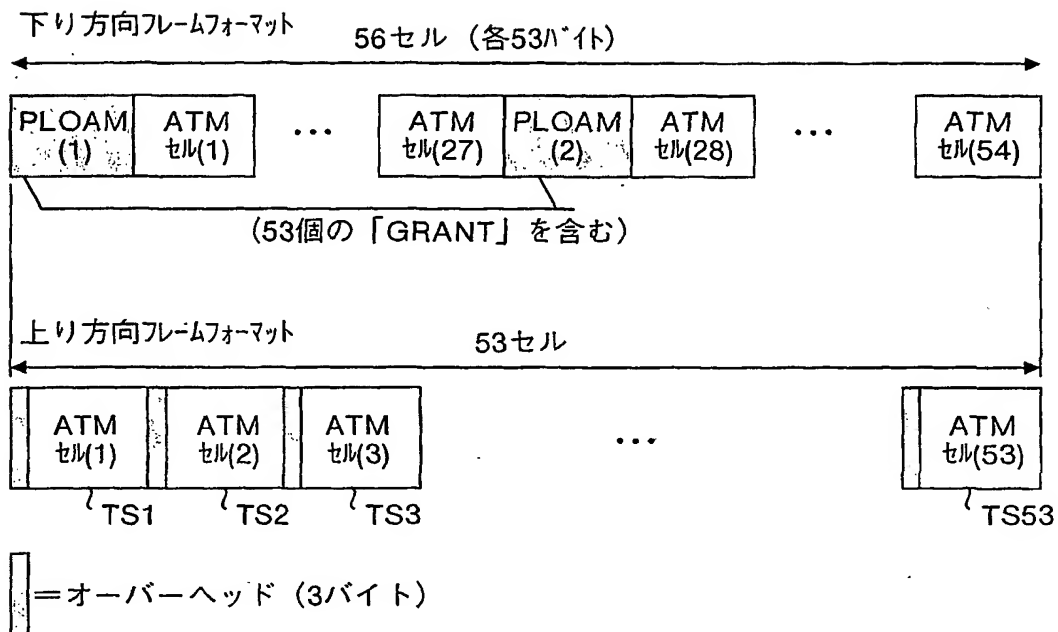 下り方向フレームフォーマット
56セル（各53バイト）
PLOAM
(1)
ATM
セル(1)
…
ATM
セル(27)
PLOAM
(2)
ATM
セル(28)
…
ATM
セル(54)
(53個の「GRANT」を含む)
上り方向フレームフォーマット
53セル
ATM
セル(1)
ATM
セル(2)
ATM
セル(3)
…
ATM
セル(53)
TS1
TS2
TS3
TS53
＝オーバーヘッド（3バイト）